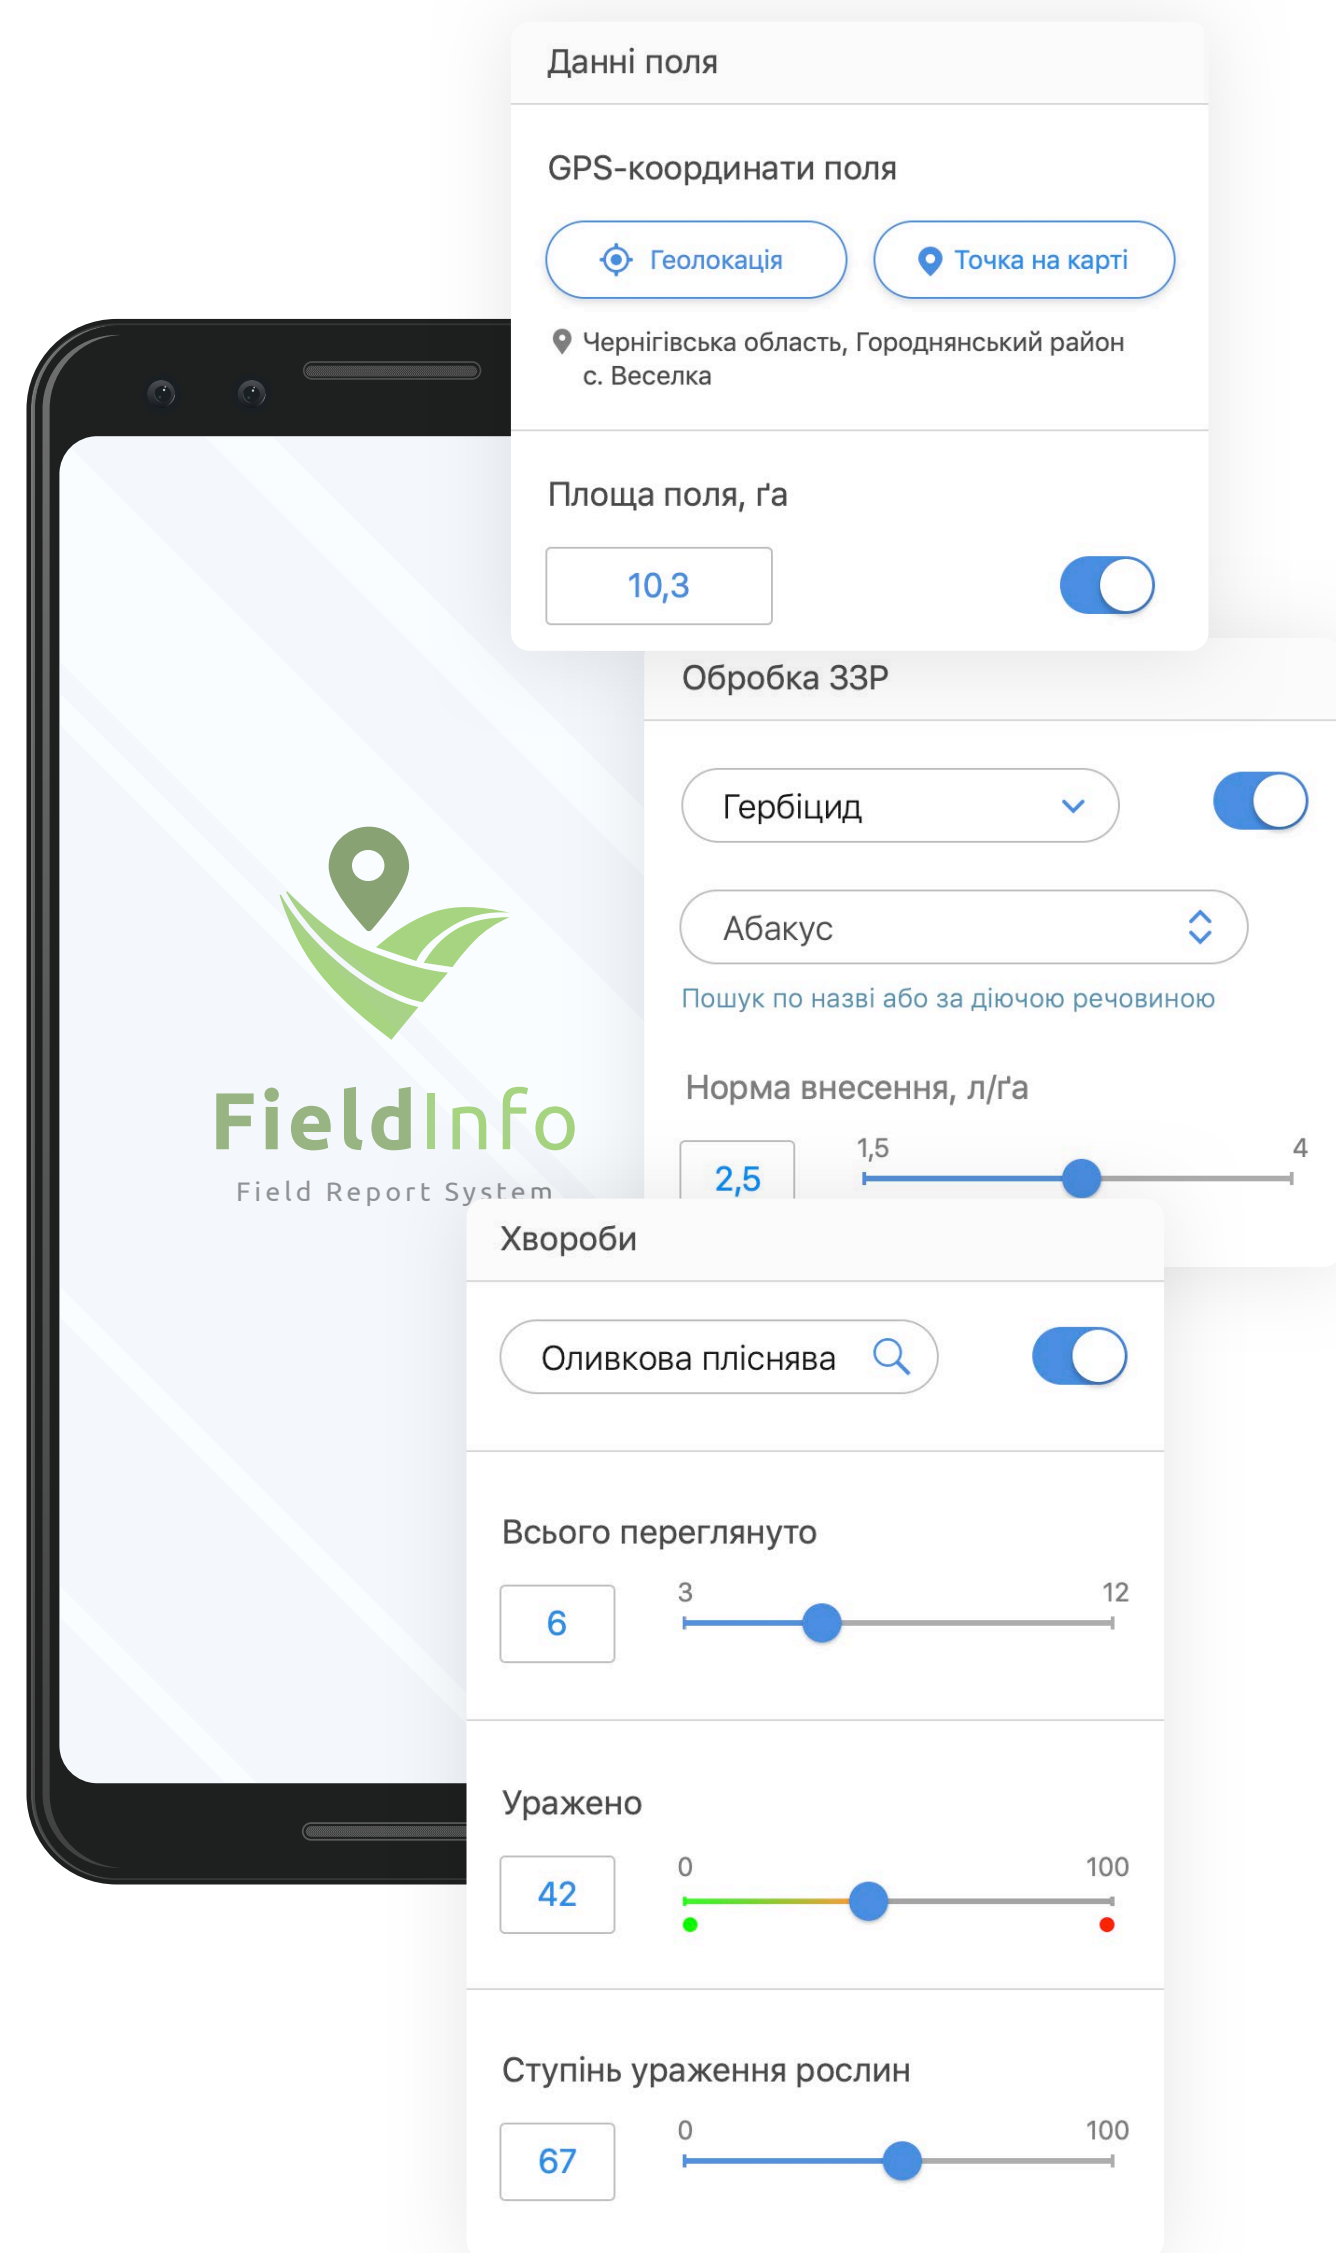 Данні поля
GPS-координати поля
Геолокація
Точка на карті
Чернігівська область, Городнянський район
с. Веселка
Площа поля, ґа
10,3
Обробка ЗЗР
Гербіцид
Абакус
Пошук по назві або за діючою речовиною
Норма внесення, л/ґа
2,5
1,5
4
FieldInfo
Field Report System
Хвороби
Оливкова пліснява
Всього переглянуто
6
3
12
Уражено
42
0
100
Ступінь ураження рослин
67
0
100